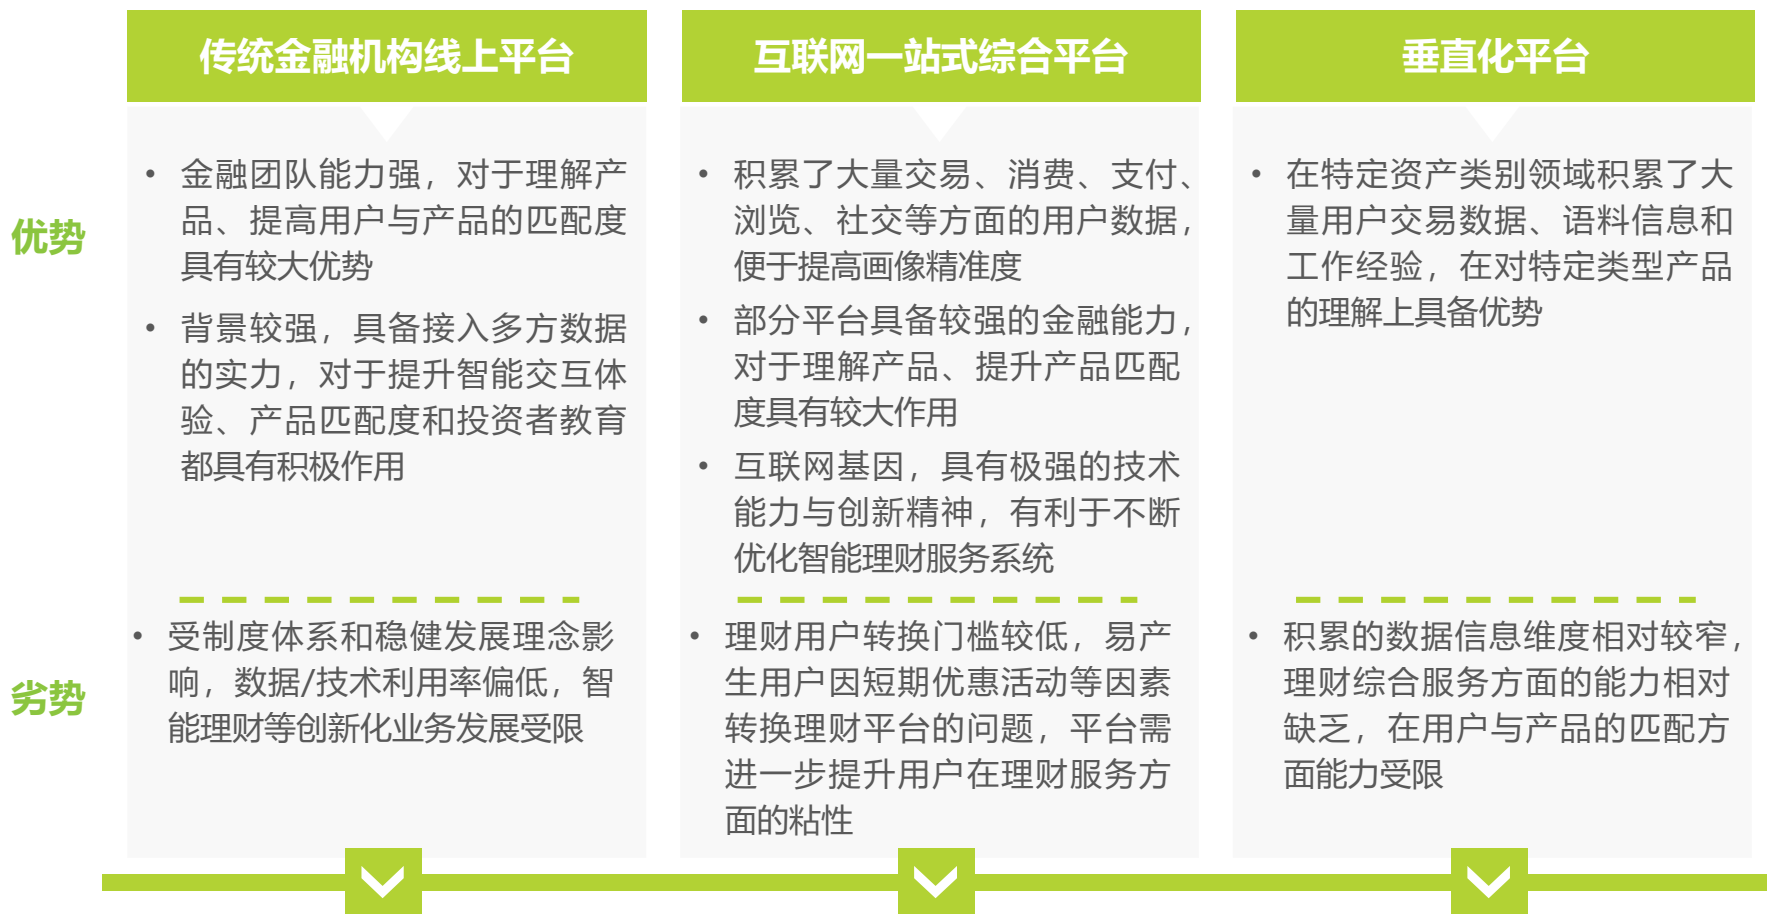 传统金融机构线上平台
互联网一站式综合平台
垂直化平台
优势
• 金融团队能力强，对于理解产
品、提高用户与产品的匹配度
具有较大优势
• 背景较强，具备接入多方数据
的实力，对于提升智能交互体
验、产品匹配度和投资者教育
都具有积极作用
• 积累了大量交易、消费、支付、
浏览、社交等方面的用户数据，
便于提高画像精准度
• 部分平台具备较强的金融能力，
对于理解产品、提升产品匹配
度具有较大作用
• 互联网基因，具有极强的技术
能力与创新精神，有利于不断
优化智能理财服务系统
• 在特定资产类别领域积累了大
量用户交易数据、语料信息和
工作经验，在对特定类型产品
的理解上具备优势
劣势
• 受制度体系和稳健发展理念影
响，数据/技术利用率偏低，智
能理财等创新化业务发展受限
• 理财用户转换门槛较低，易产
生用户因短期优惠活动等因素
转换理财平台的问题，平台需
进一步提升用户在理财服务方
面的粘性
• 积累的数据信息维度相对较窄，
理财综合服务方面的能力相对
缺乏，在用户与产品的匹配方
面能力受限